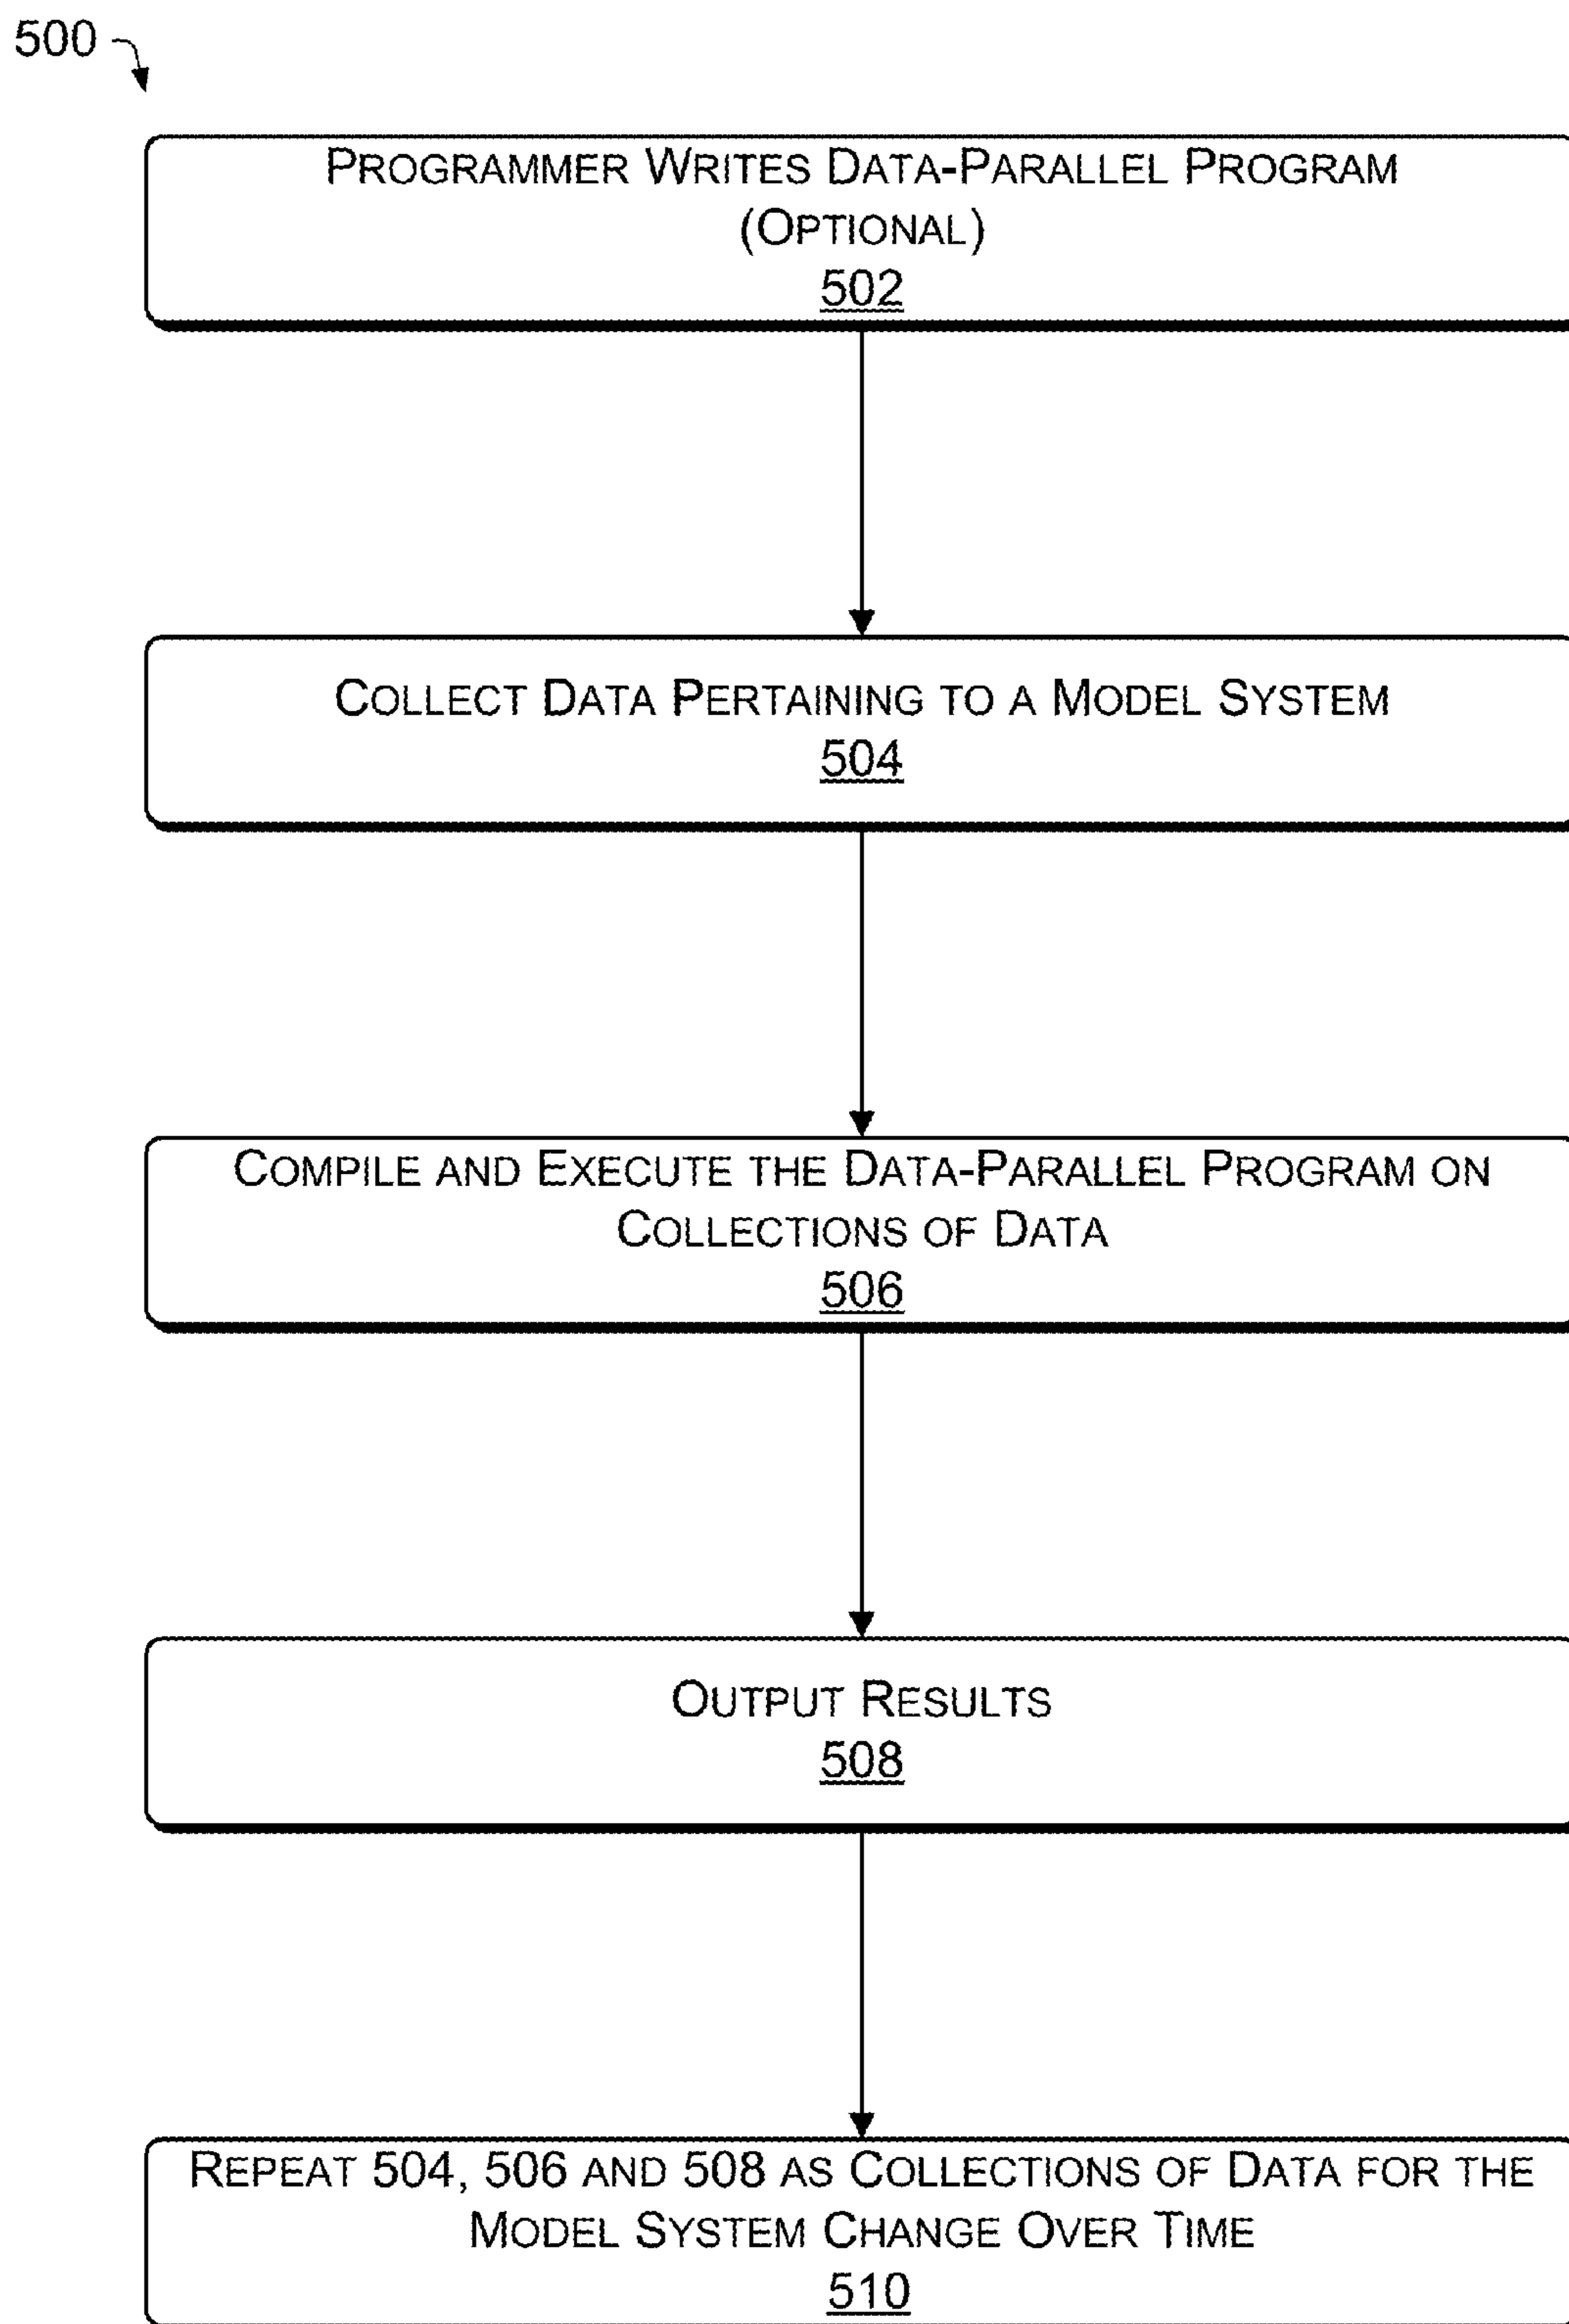 500
PROGRAMMER WRITES DATA-PARALLEL PROGRAM
(OPTIONAL)
502
COLLECT DATA PERTAINING TO A MODEL SYSTEM
504
COMPILE AND EXECUTE THE DATA-PARALLEL PROGRAM ON
COLLECTIONS OF DATA
506
OUTPUT RESULTS
508
REPEAT 504, 506 AND 508 AS COLLECTIONS OF DATA FOR THE
MODEL SYSTEM CHANGE OVER TIME
510